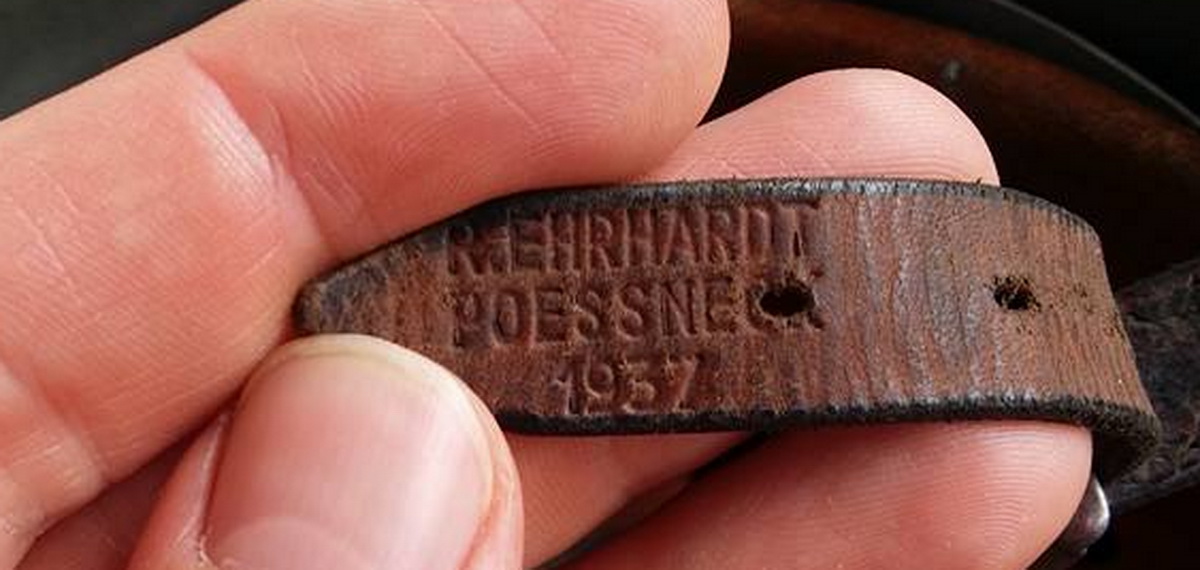 R.EHRHARDT
POESSNECK
1937